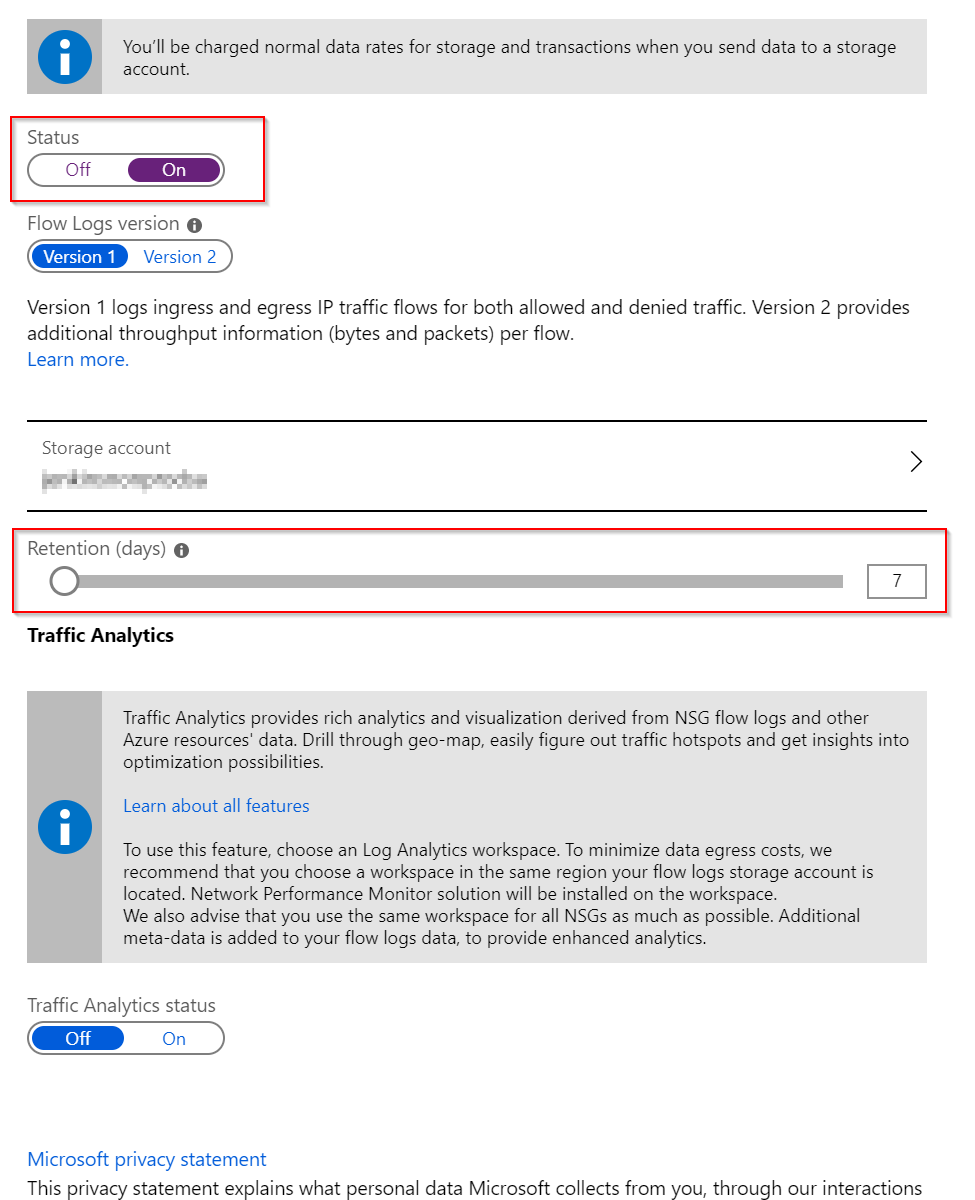 You'll be charged normal data rates for storage and transactions when you send data to a storage
account.
Status
Off On
Flow Logs version
Version 1 Version 2
Version 1 logs ingress and egress IP traffic flows for both allowed and denied traffic. Version 2 provides
additional throughput information (bytes and packets) per flow.
Learn more.
Storage account
Retention (days)
7
Traffic Analytics
Traffic Analytics provides rich analytics and visualization derived from NSG flow logs and other
Azure resources' data. Drill through geo-map, easily figure out traffic hotspots and get insights into
optimization possibilities.
Learn about all features
To use this feature, choose an Log Analytics workspace. To minimize data egress costs, we
recommend that you choose a workspace in the same region your flow logs storage account is
located. Network Performance Monitor solution will be installed on the workspace.
We also advise that you use the same workspace for all NSGs as much as possible. Additional
meta-data is added to your flow logs data, to provide enhanced analytics.
Traffic Analytics status
Off On
Microsoft privacy statement
This privacy statement explains what personal data Microsoft collects from you, through our interactions